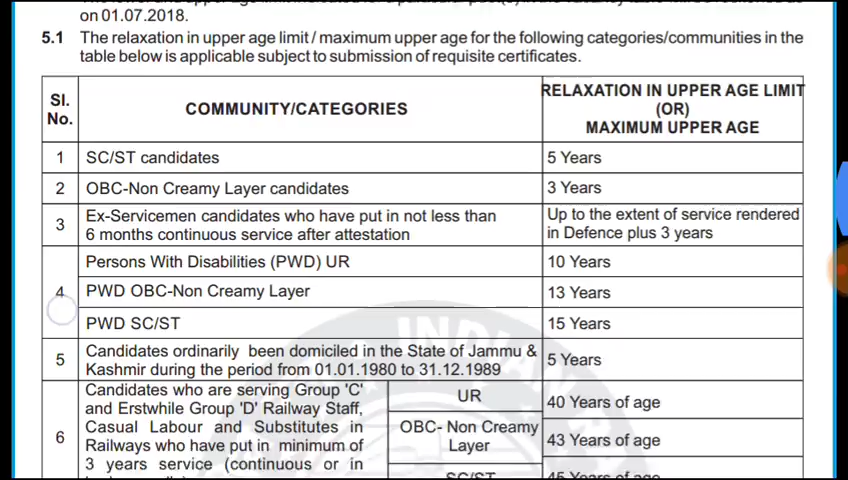 on 01.07.2018.
5.1 The relaxation in upper age limit / maximum upper age for the following categories/communities in the
table below is applicable subject to submission of requisite certificates.
Sl. No.
COMMUNITY/CATEGORIES
RELAXATION IN UPPER AGE LIMIT
(OR)
MAXIMUM UPPER AGE
1 SC/ST candidates 5 Years
2 OBC-Non Creamy Layer candidates 3 Years
3 Ex-Servicemen candidates who have put in not less than
6 months continuous service after attestation
Up to the extent of service rendered
in Defence plus 3 years
4 Persons With Disabilities (PWD) UR 10 Years
PWD OBC-Non Creamy Layer 13 Years
PWD SC/ST 15 Years
5 Candidates ordinarily been domiciled in the State of Jammu &
Kashmir during the period from 01.01.1980 to 31.12.1989
5 Years
6 Candidates who are serving Group 'C'
and Erstwhile Group 'D' Railway Staff,
Casual Labour and Substitutes in
Railways who have put in minimum of
3 years service (continuous or in
UR 40 Years of age
OBC- Non Creamy
Layer
43 Years of age
SC/ST 45 Years of age
INDIAN